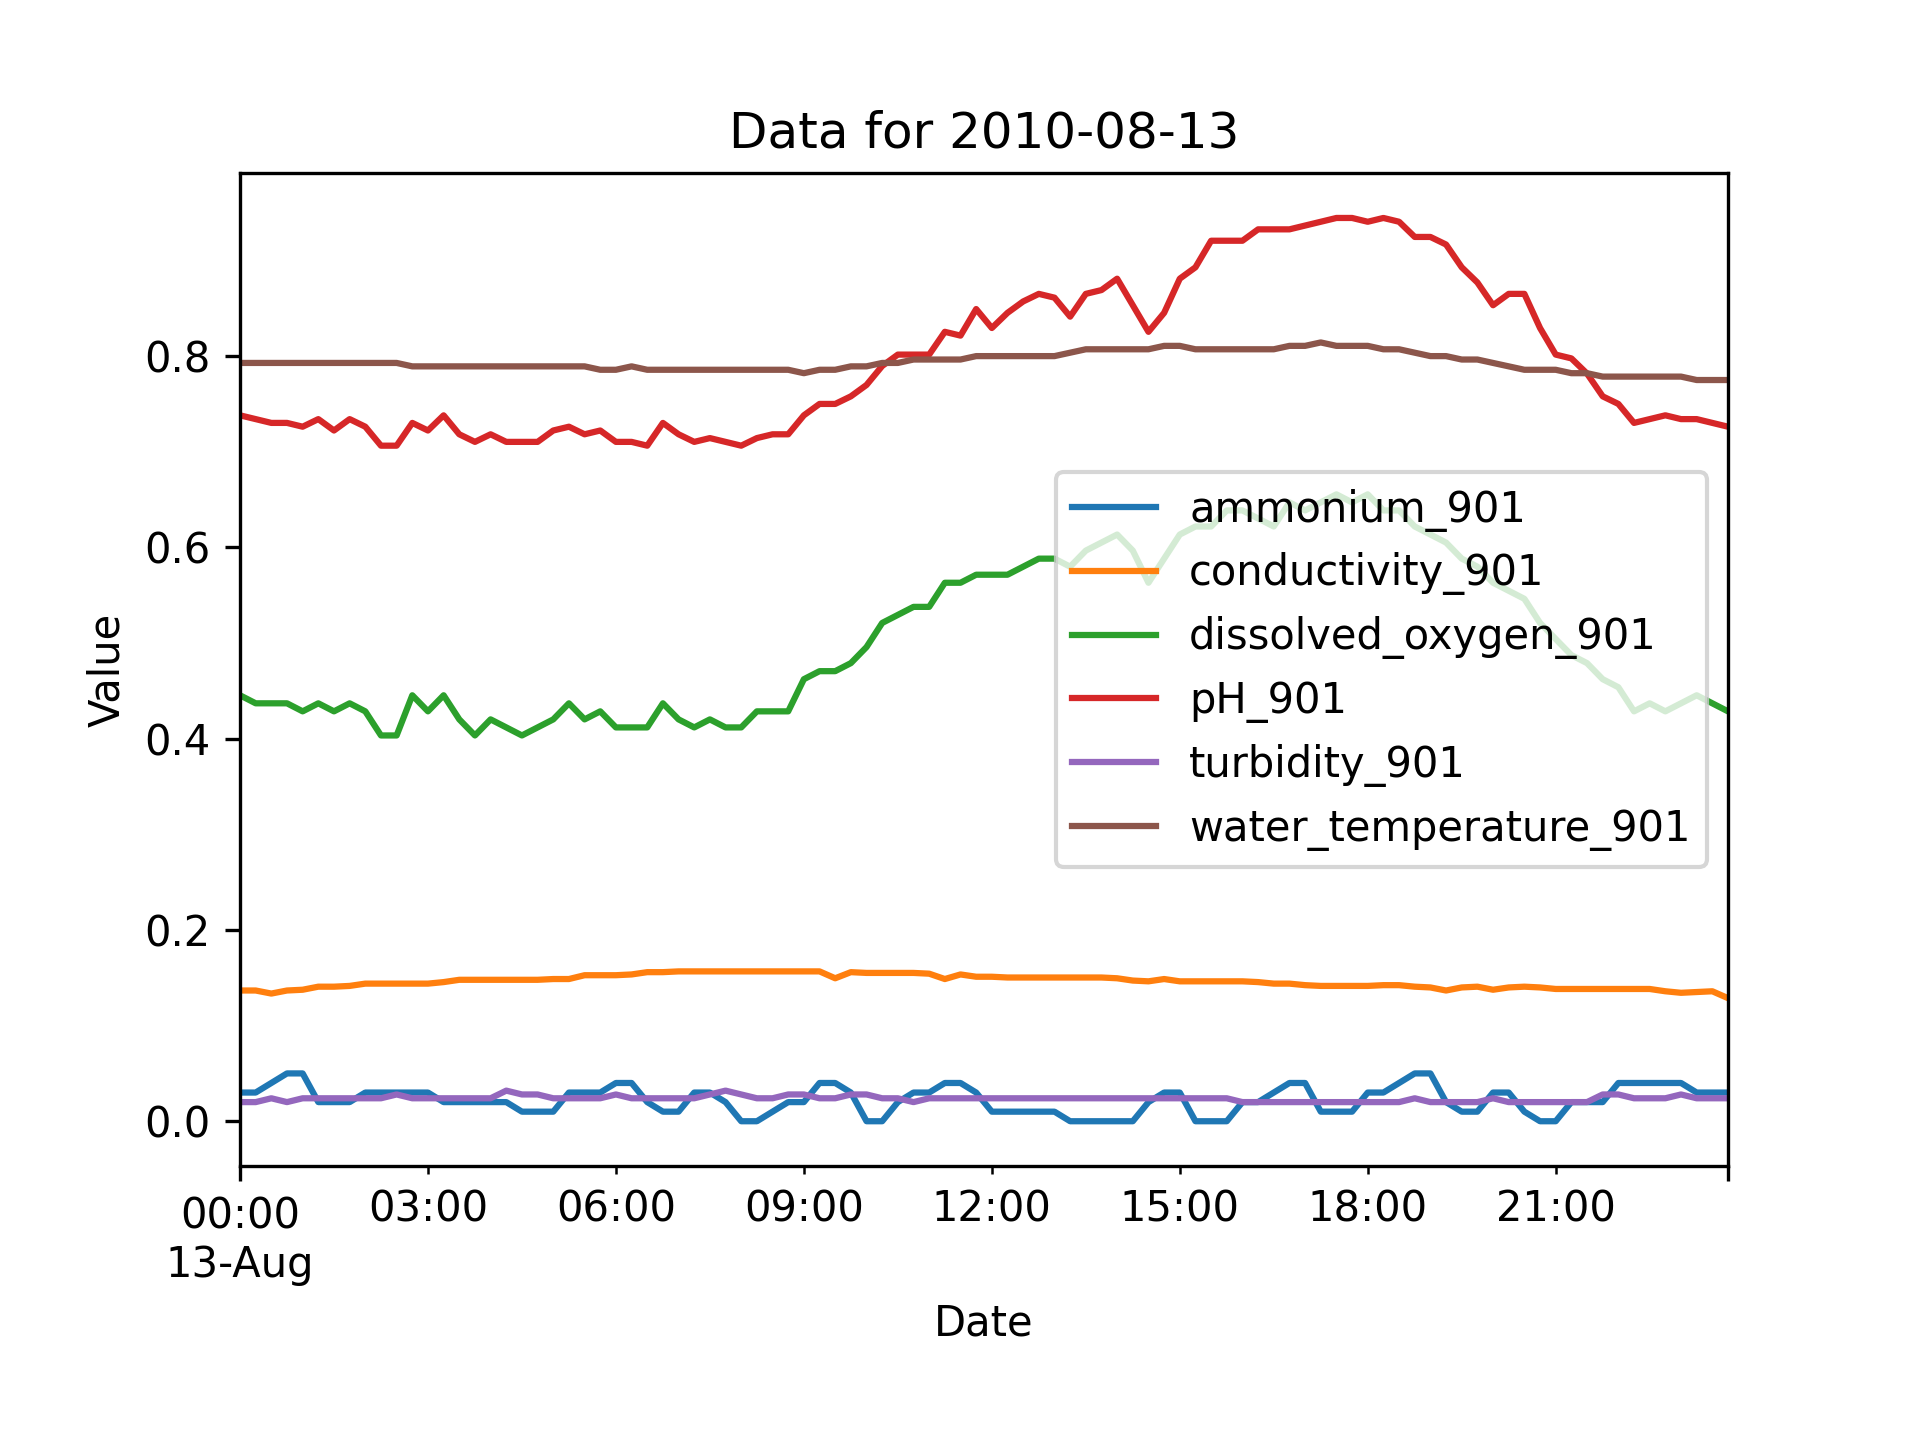 Data for 2010-08-13
Value
0.8
0.6
0.4
0.2
0.0
ammonium_901
conductivity_901
dissolved_oxygen_901
pH_901
turbidity_901
water_temperature_901
00:00 03:00 06:00 09:00 12:00 15:00 18:00 21:00
13-Aug
Date